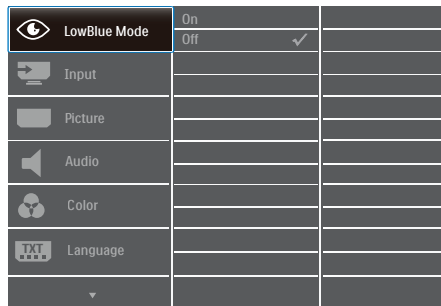 LowBlue Mode
On
Off
Input
Picture
Audio
Color
TXT
Language